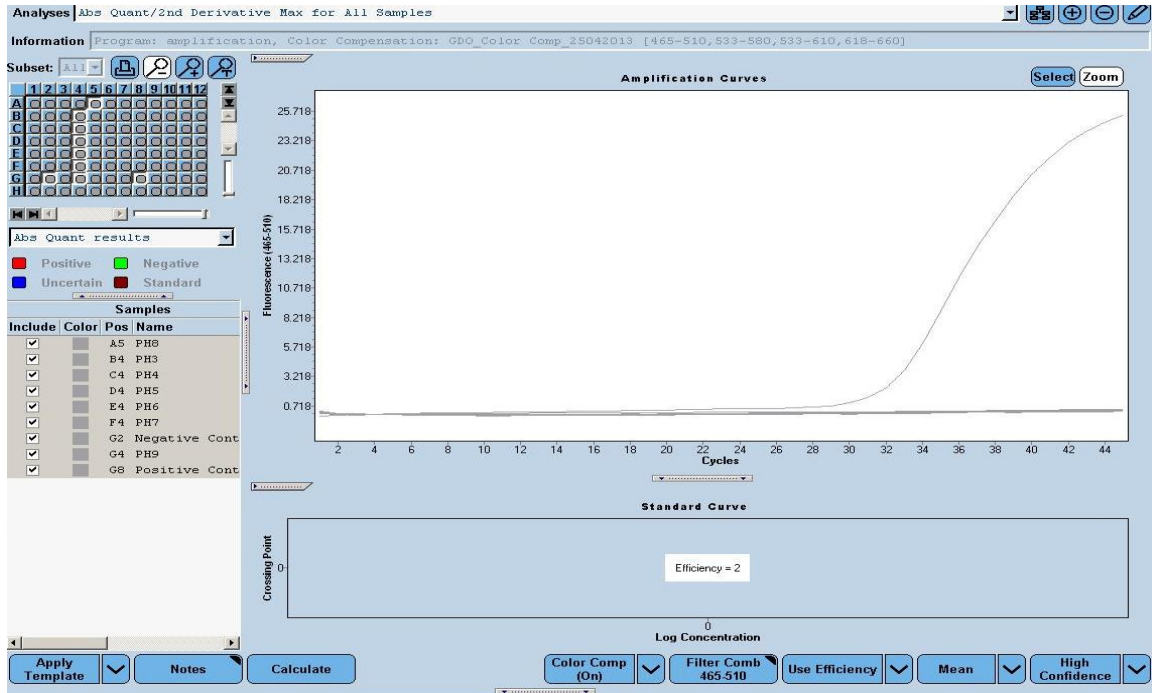 Analyses Abs Quant/2nd Derivative Max for All Samples
Information Program: amplification, Color Compensation: GDO_Color Comp_25042013 [465-510,533-580,533-610,618-660]
Subset: All
1 2 3 4 5 6 7 8 9 10 11 12
A
B
C
D
E
F
G
H
Abs Quant results
Positive Negative
Uncertain Standard
Samples
Include Color Pos Name
A5 PH8
B4 PH3
C4 PH4
D4 PH5
E4 PH6
F4 PH7
G2 Negative Cont
G4 PH9
G8 Positive Cont
Amplification Curves
Select Zoom
Fluorescence (465-510)
25.718
23.218
20.718
18.218
15.718
13.218
10.718
8.218
5.718
3.218
0.718
2 4 6 8 10 12 14 16 18 20 22 24 26 28 30 32 34 36 38 40 42 44
Cycles
Standard Curve
Crossing Point
0
Efficiency = 2
0
Log Concentration
Apply Template
Notes
Calculate
Color Comp (On)
Filter Comb 465-510
Use Efficiency
Mean
High Confidence